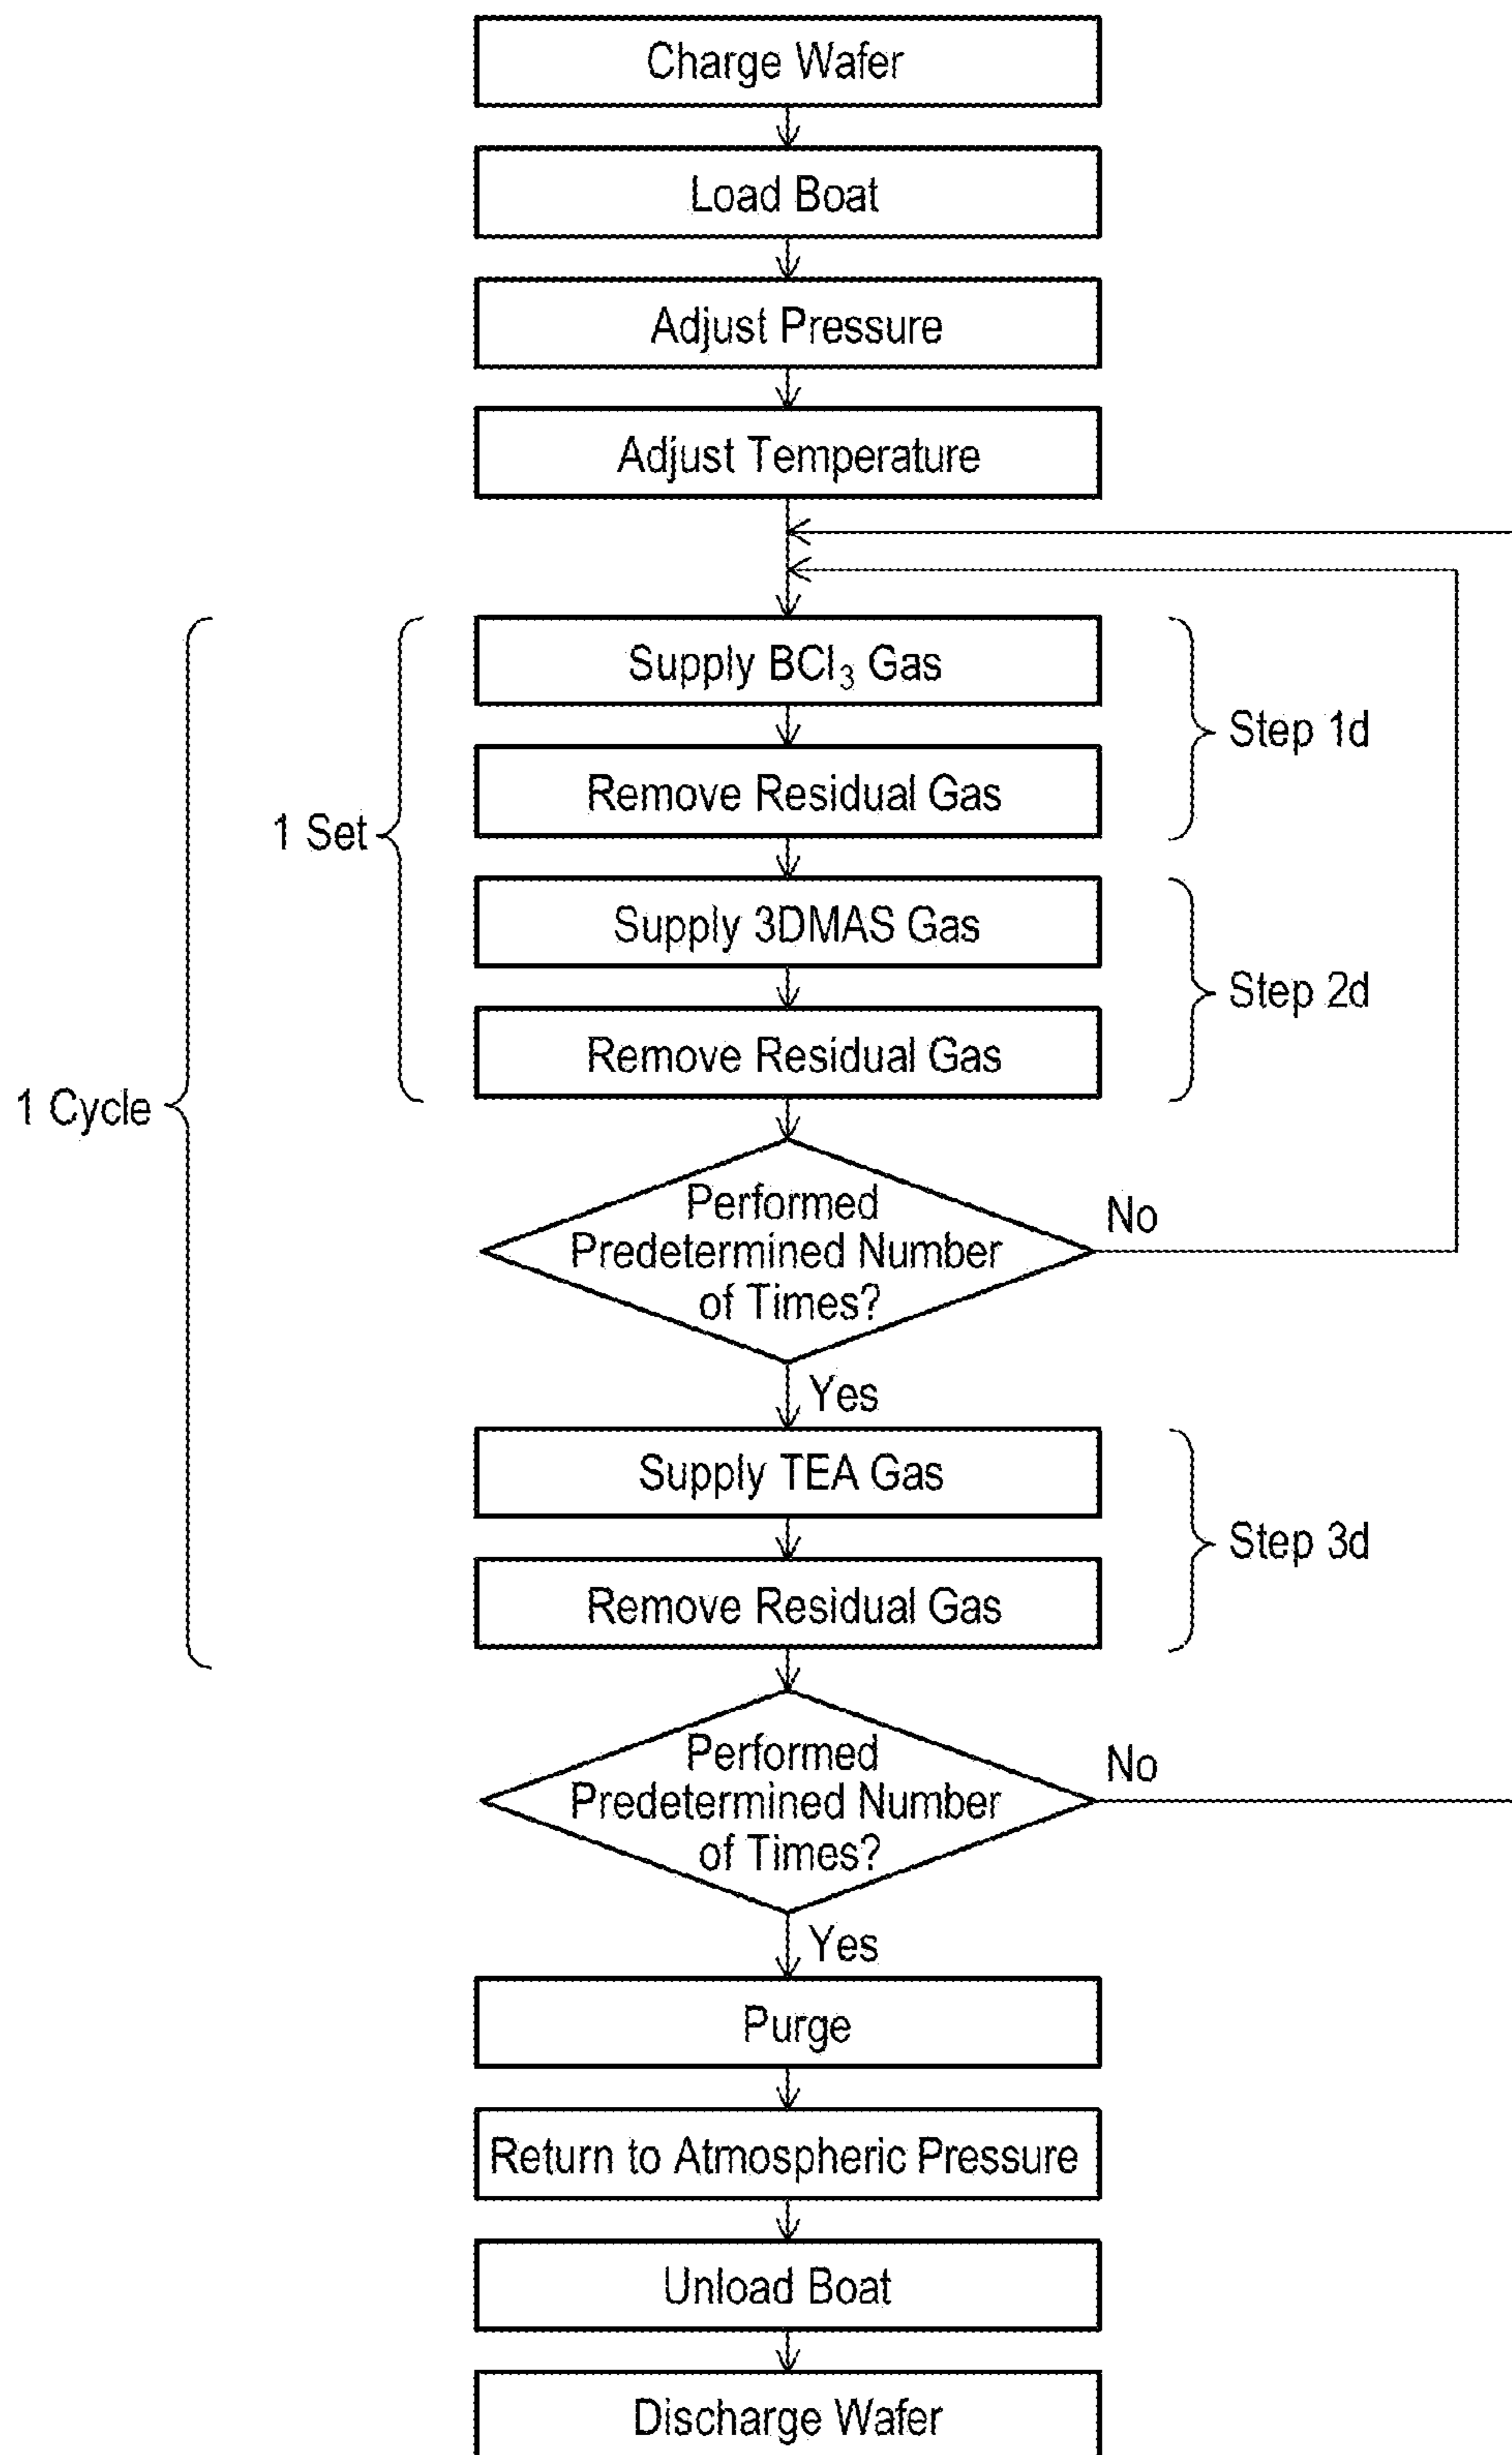 Charge Wafer
Load Boat
Adjust Pressure
Adjust Temperature
Supply BCl₃ Gas
Step 1d
Remove Residual Gas
1 Set
Supply 3DMAS Gas
Step 2d
Remove Residual Gas
1 Cycle
Performed
Predetermined Number
of Times?
No
Yes
Supply TEA Gas
Step 3d
Remove Residual Gas
Performed
Predetermined Number
of Times?
No
Yes
Purge
Return to Atmospheric Pressure
Unload Boat
Discharge Wafer